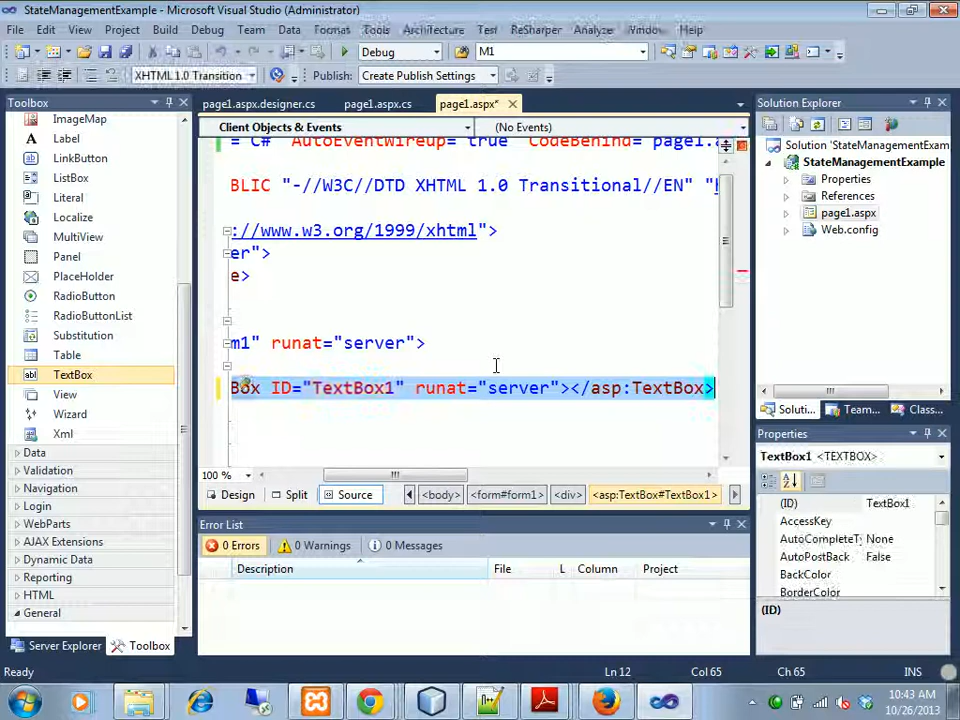 StateManagementExample - Microsoft Visual Studio (Administrator)
File Edit View Project Build Debug Team Data Formats Tools Architecture Test ReSharper Analyze Window Help
Debug M1
XHTML 1.0 Transition Publish: Create Publish Settings
Toolbox
ImageMap
Label
LinkButton
ListBox
Literal
Localize
MultiView
Panel
PlaceHolder
RadioButton
RadioButtonList
Substitution
Table
TextBox
View
Wizard
Xml
Data
Validation
Navigation
Login
WebParts
AJAX Extensions
Dynamic Data
Reporting
HTML
General
Server Explorer Toolbox
page1.aspx.designer.cs page1.aspx.cs page1.aspx*
Client Objects & Events (No Events)
= C# AutoEventWireup= true CodeBehind= page1.a
BLIC "-//W3C//DTD XHTML 1.0 Transitional//EN" "h
://www.w3.org/1999/xhtml">
er">
e>
m1" runat="server">
Box ID="TextBox1" runat="server"></asp:TextBox>
100 %
Design Split Source <body> <form#form1> <div> <asp:TextBox#TextBox1>
Error List
0 Errors 0 Warnings 0 Messages
Description File L Column Project
Solution Explorer
Solution 'StateManagementExam
StateManagementExample
Properties
References
page1.aspx
Web.config
Soluti... Team... Class...
Properties
TextBox1 <TEXTBOX>
(ID) TextBox1
AccessKey
AutoCompleteTy None
AutoPostBack False
BackColor
BorderColor
(ID)
Ready Ln 12 Col 65 Ch 65 INS
10:43 AM
10/26/2013